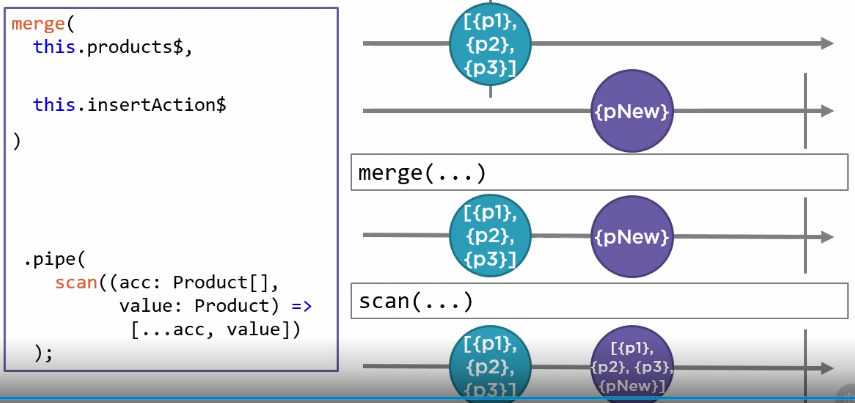 merge(
this.products$,
this.insertAction$
)
.pipe(
scan((acc: Product[],
value: Product) =>
[...acc, value])
);
[{p1},
{p2},
{p3}]
{pNew}
merge(...)
[{p1},
{p2},
{p3}]
{pNew}
scan(...)
[{p1},
{p2},
{p3}]
[{p1},
{p2}, {p3},
{pNew}]